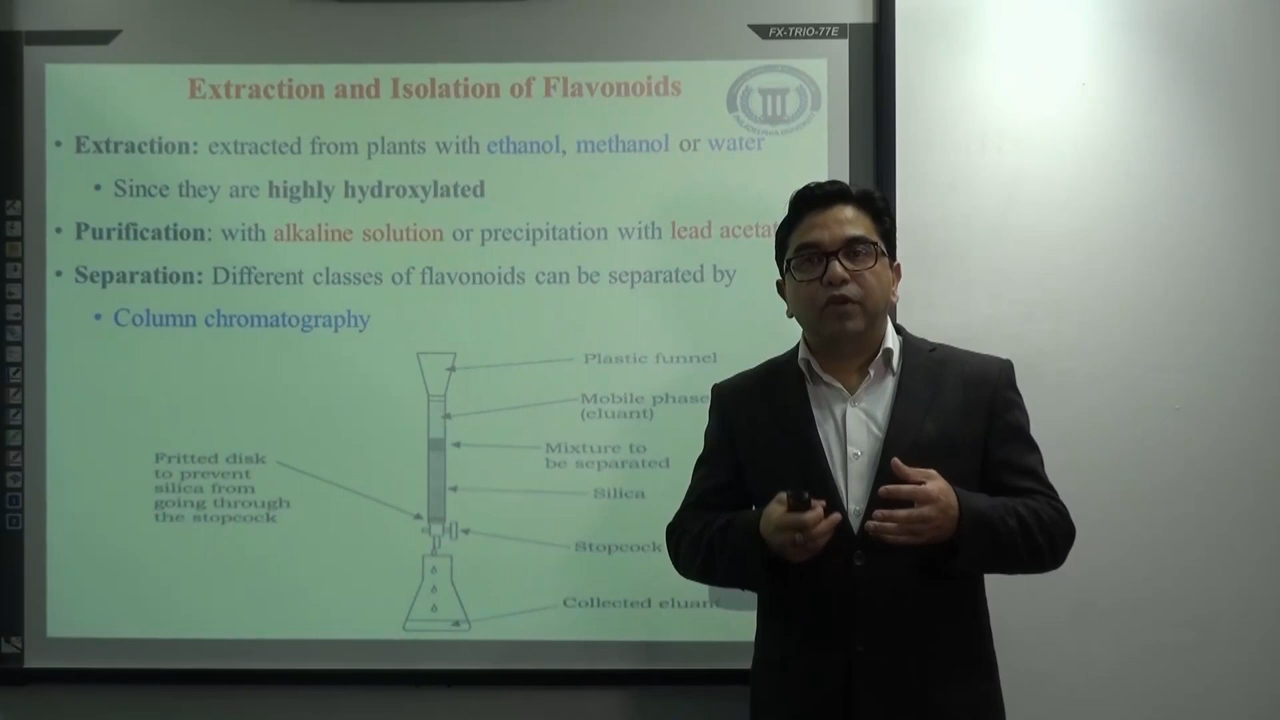 FX-TRIO-77E
Extraction and Isolation of Flavonoids
PHILADELPHIA UNIVERSITY
• Extraction: extracted from plants with ethanol, methanol or water
• Since they are highly hydroxylated
• Purification: with alkaline solution or precipitation with lead acetat
• Separation: Different classes of flavonoids can be separated by
• Column chromatography
Plastic funnel
Mobile phase
(eluant)
Mixture to
be separated
Fritted disk
to prevent
silica from
going through
the stopcock
Silica
Stopcock
Collected eluant